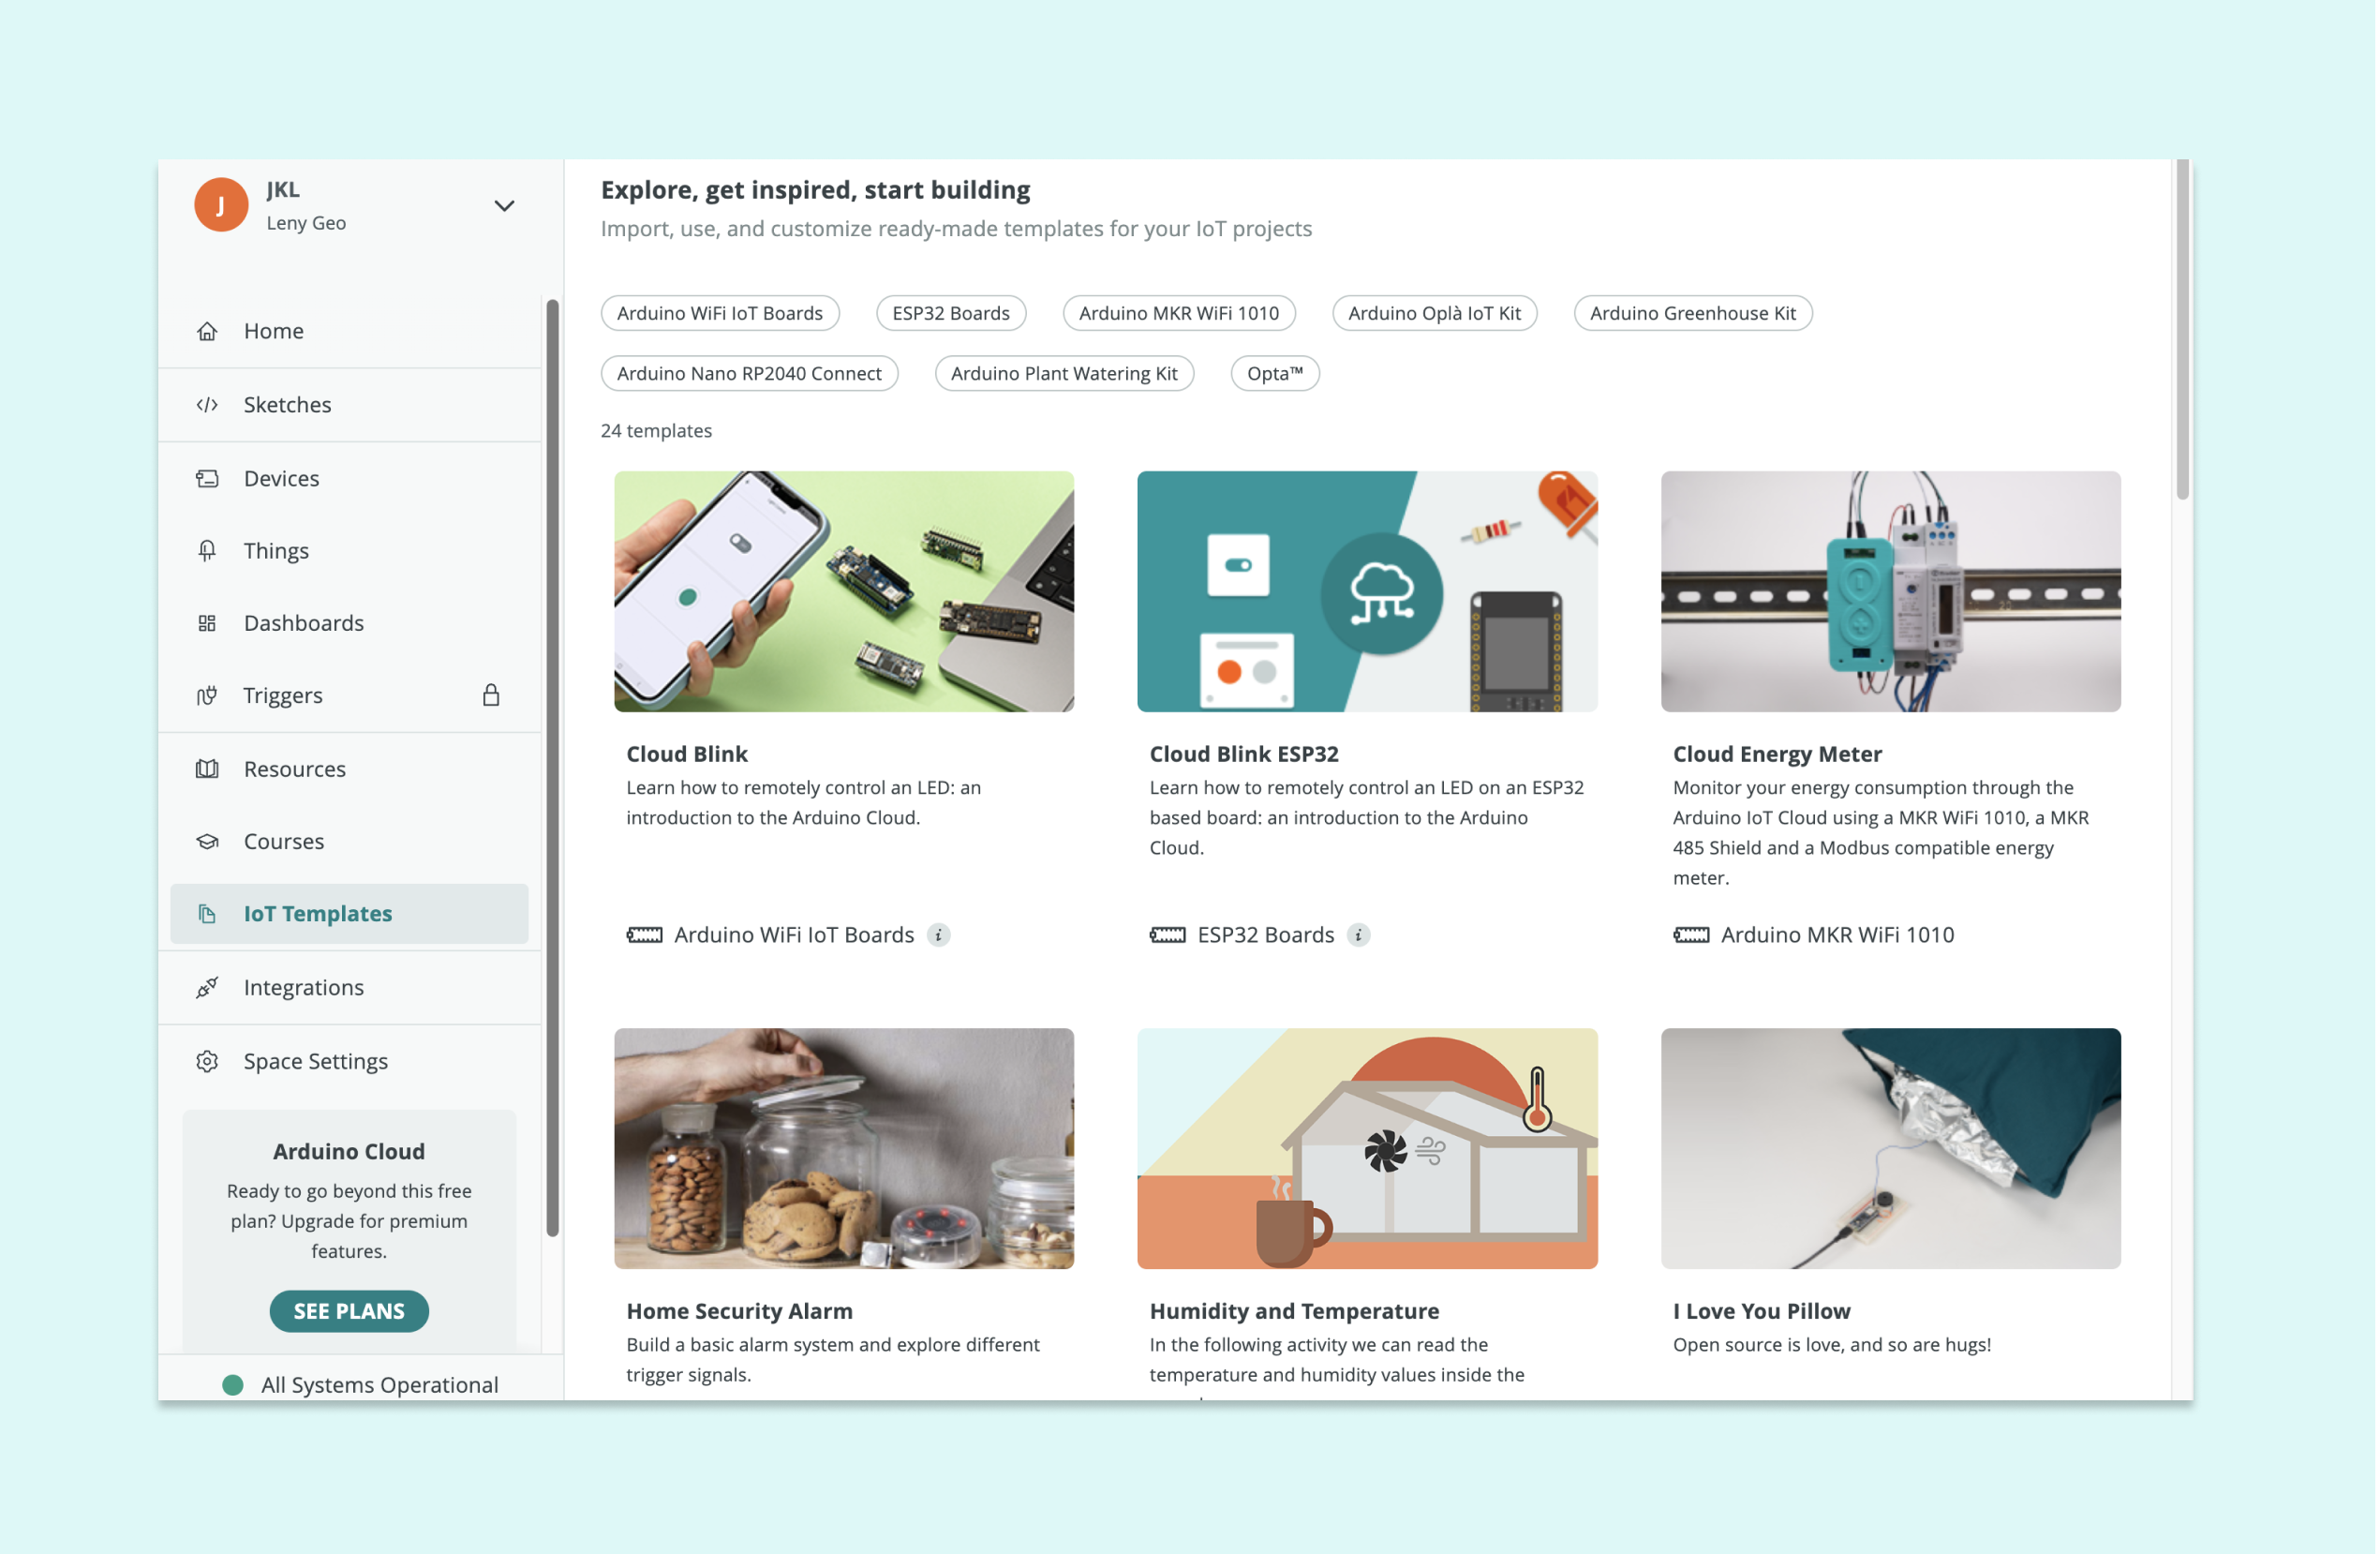 J
JKL
Leny Geo
Home
Sketches
Devices
Things
Dashboards
Triggers
Resources
Courses
IoT Templates
Integrations
Space Settings
Arduino Cloud
Ready to go beyond this free
plan? Upgrade for premium
features.
SEE PLANS
All Systems Operational
Explore, get inspired, start building
Import, use, and customize ready-made templates for your IoT projects
Arduino WiFi IoT Boards
ESP32 Boards
Arduino MKR WiFi 1010
Arduino Oplà IoT Kit
Arduino Greenhouse Kit
Arduino Nano RP2040 Connect
Arduino Plant Watering Kit
Opta™
24 templates
Cloud Blink
Learn how to remotely control an LED: an
introduction to the Arduino Cloud.
Arduino WiFi IoT Boards i
Cloud Blink ESP32
Learn how to remotely control an LED on an ESP32
based board: an introduction to the Arduino
Cloud.
ESP32 Boards i
Cloud Energy Meter
Monitor your energy consumption through the
Arduino IoT Cloud using a MKR WiFi 1010, a MKR
485 Shield and a Modbus compatible energy
meter.
Arduino MKR WiFi 1010
Home Security Alarm
Build a basic alarm system and explore different
trigger signals.
Humidity and Temperature
In the following activity we can read the
temperature and humidity values inside the
I Love You Pillow
Open source is love, and so are hugs!